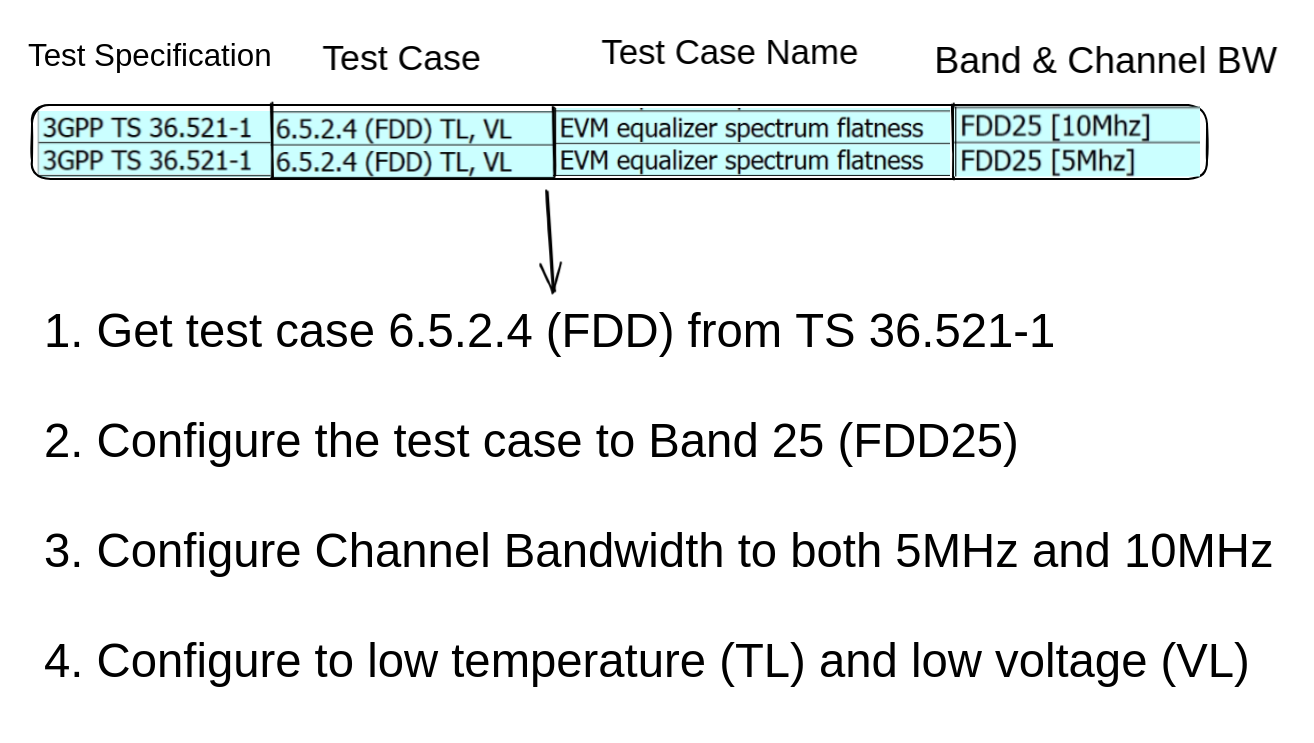 Test Specification Test Case Test Case Name Band & Channel BW
3GPP TS 36.521-1 6.5.2.4 (FDD) TL, VL EVM equalizer spectrum flatness FDD25 [10Mhz]
3GPP TS 36.521-1 6.5.2.4 (FDD) TL, VL EVM equalizer spectrum flatness FDD25 [5Mhz]
1. Get test case 6.5.2.4 (FDD) from TS 36.521-1
2. Configure the test case to Band 25 (FDD25)
3. Configure Channel Bandwidth to both 5MHz and 10MHz
4. Configure to low temperature (TL) and low voltage (VL)